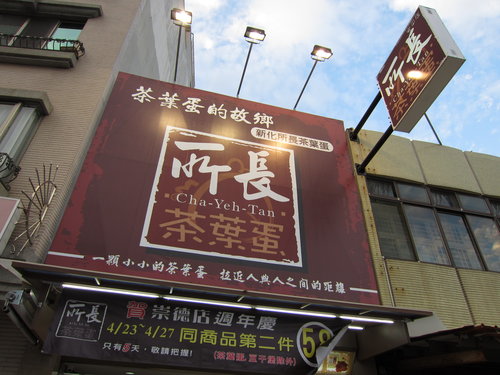 茶葉蛋的故鄉
新化所長茶葉蛋
所長
Cha-Yeh-Tan
茶葉蛋
一顆小小的茶葉蛋 拉近人與人之間的距離
所長
茶葉蛋
所長
賀 崇德店週年慶
4/23~4/27 同商品第二件
只有5天,敬請把握!